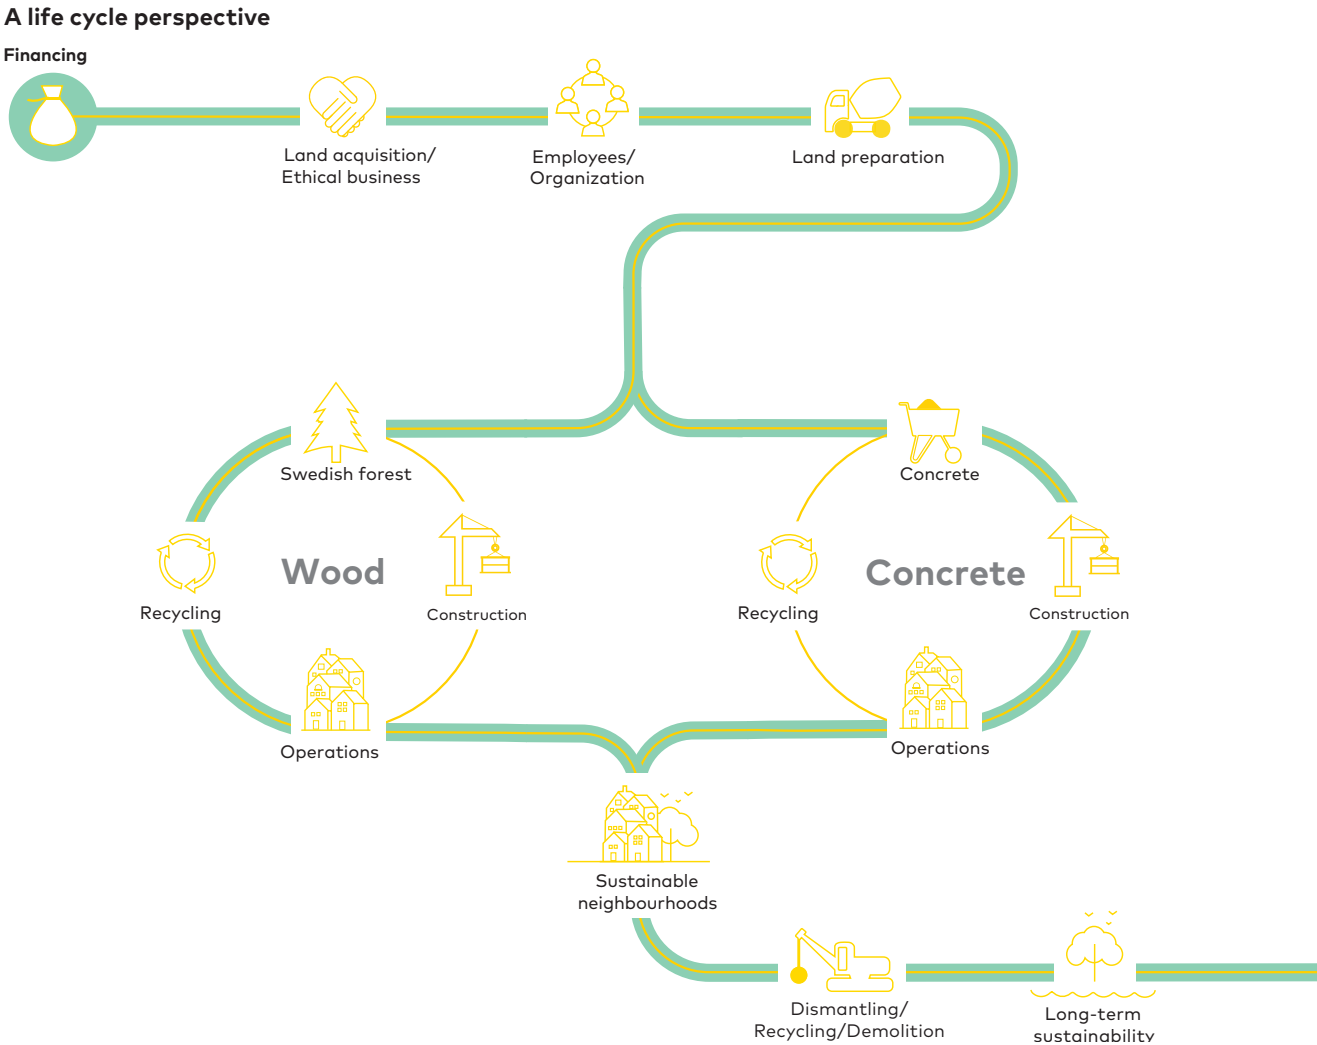 A life cycle perspective
Financing
Land acquisition/
Ethical business
Employees/
Organization
Land preparation
Swedish forest
Concrete
Wood
Concrete
Recycling
Construction
Recycling
Construction
Operations
Operations
Sustainable
neighbourhoods
Dismantling/
Recycling/Demolition
Long-term
sustainability